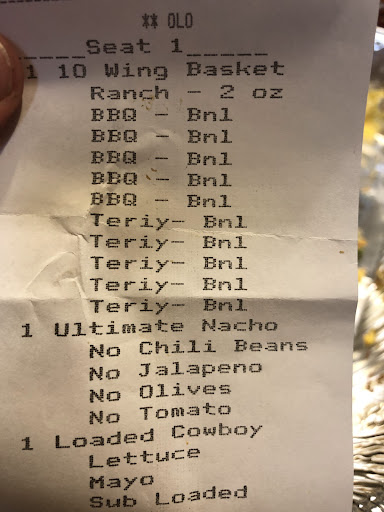 ** OLO
____Seat 1_____
1 10 Wing Basket
Ranch - 2 oz
BBQ - Bnl
BBQ - Bnl
BBQ - Bnl
BBQ - Bnl
BBQ - Bnl
Teriy- Bnl
Teriy- Bnl
Teriy- Bnl
Teriy- Bnl
Teriy- Bnl
1 Ultimate Nacho
No Chili Beans
No Jalapeno
No Olives
No Tomato
1 Loaded Cowboy
Lettuce
Mayo
Sub Loaded